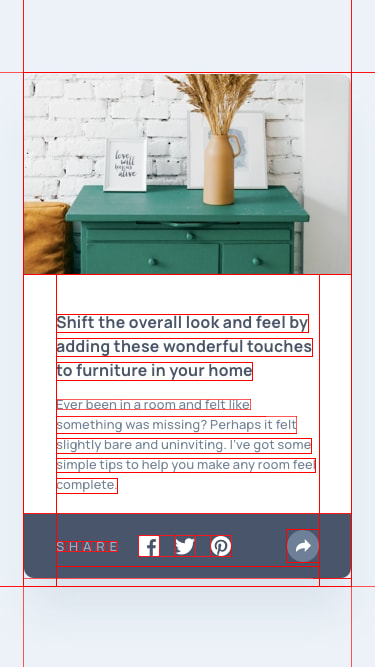 love
will
keep us
alive
Shift the overall look and feel by
adding these wonderful touches
to furniture in your home
Ever been in a room and felt like
something was missing? Perhaps it felt
slightly bare and uninviting. I've got some
simple tips to help you make any room feel
complete.
SHARE